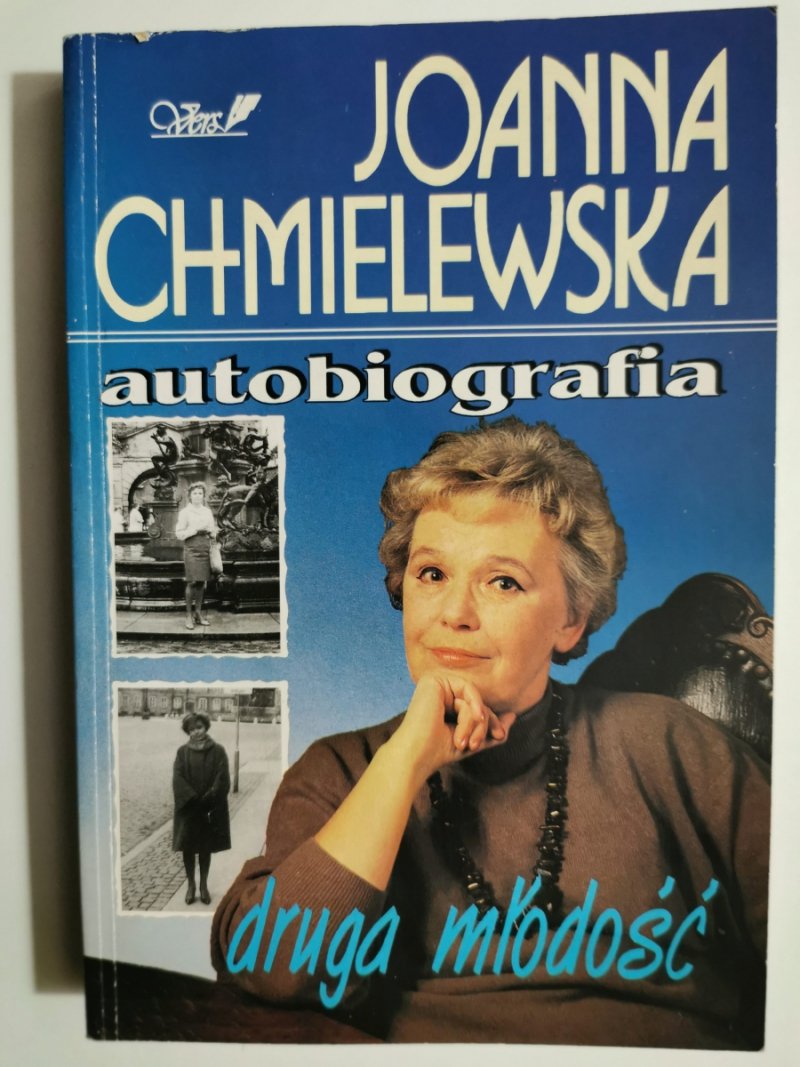 Vers
JOANNA
CHMIELEWSKA
autobiografia
druga młodość